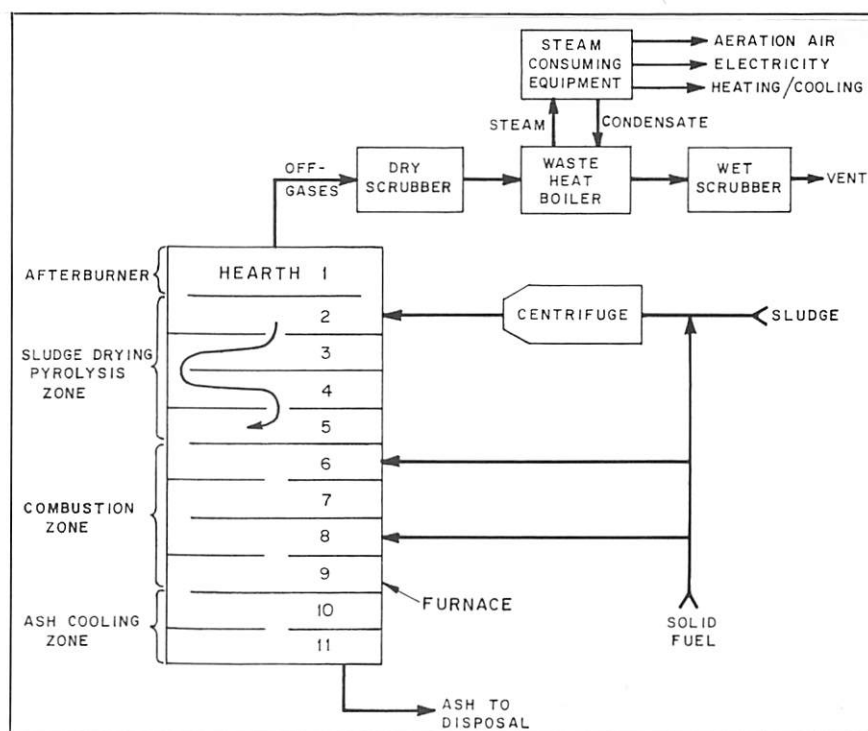 STEAM
CONSUMING
EQUIPMENT
AERATION AIR
ELECTRICITY
HEATING/COOLING
STEAM
CONDENSATE
OFF-
GASES
DRY
SCRUBBER
WASTE
HEAT
BOILER
WET
SCRUBBER
VENT
AFTERBURNER
HEARTH 1
2
CENTRIFUGE
SLUDGE
SLUDGE DRYING
PYROLYSIS
ZONE
3
4
5
6
COMBUSTION
ZONE
7
8
9
FURNACE
ASH COOLING
ZONE
10
11
SOLID
FUEL
ASH TO
DISPOSAL